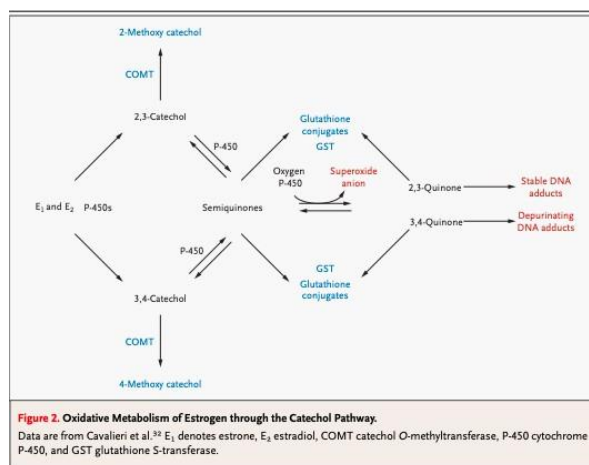 2-Methoxy catechol
COMT
2,3-Catechol
P-450
Glutathione
conjugates
GST
Oxygen
P-450
Superoxide
anion
2,3-Quinone
Stable DNA
adducts
E₁ and E₂ P-450s
Semiquinones
3,4-Quinone
Depurinating
DNA adducts
P-450
GST
Glutathione
conjugates
3,4-Catechol
COMT
4-Methoxy catechol
Figure 2. Oxidative Metabolism of Estrogen through the Catechol Pathway.
Data are from Cavalieri et al.³² E₁ denotes estrone, E₂ estradiol, COMT catechol O-methyltransferase, P-450 cytochrome
P-450, and GST glutathione S-transferase.